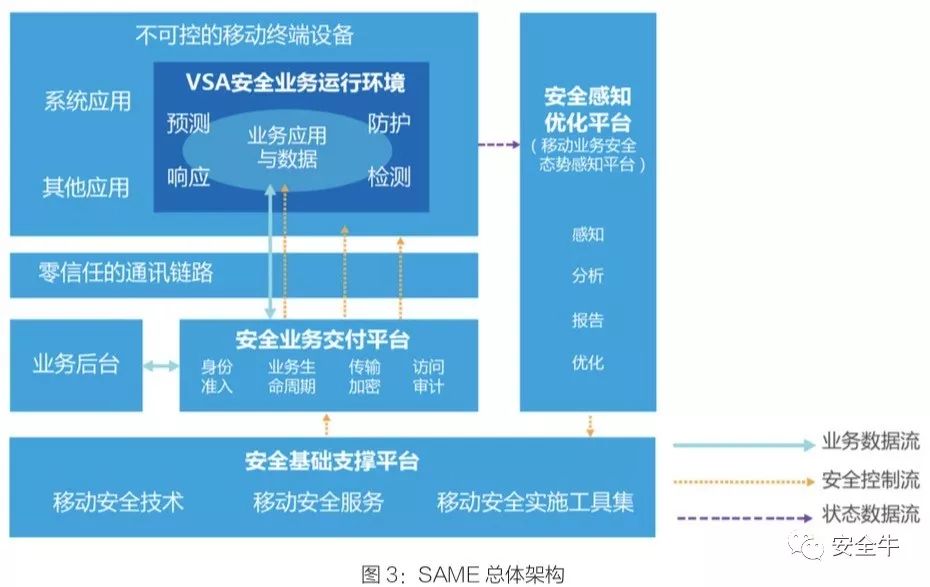 不可控的移动终端设备
VSA安全业务运行环境
系统应用
其他应用
预测
防护
业务应用
与数据
响应
检测
安全感知
优化平台
（移动业务安全
态势感知平台）
感知
分析
报告
优化
零信任的通讯链路
业务后台
安全业务交付平台
身份
准入
业务生
命周期
传输
加密
访问
审计
安全基础支撑平台
移动安全技术
移动安全服务
移动安全实施工具集
业务数据流
安全控制流
状态数据流
安全牛
图 3：SAME 总体架构